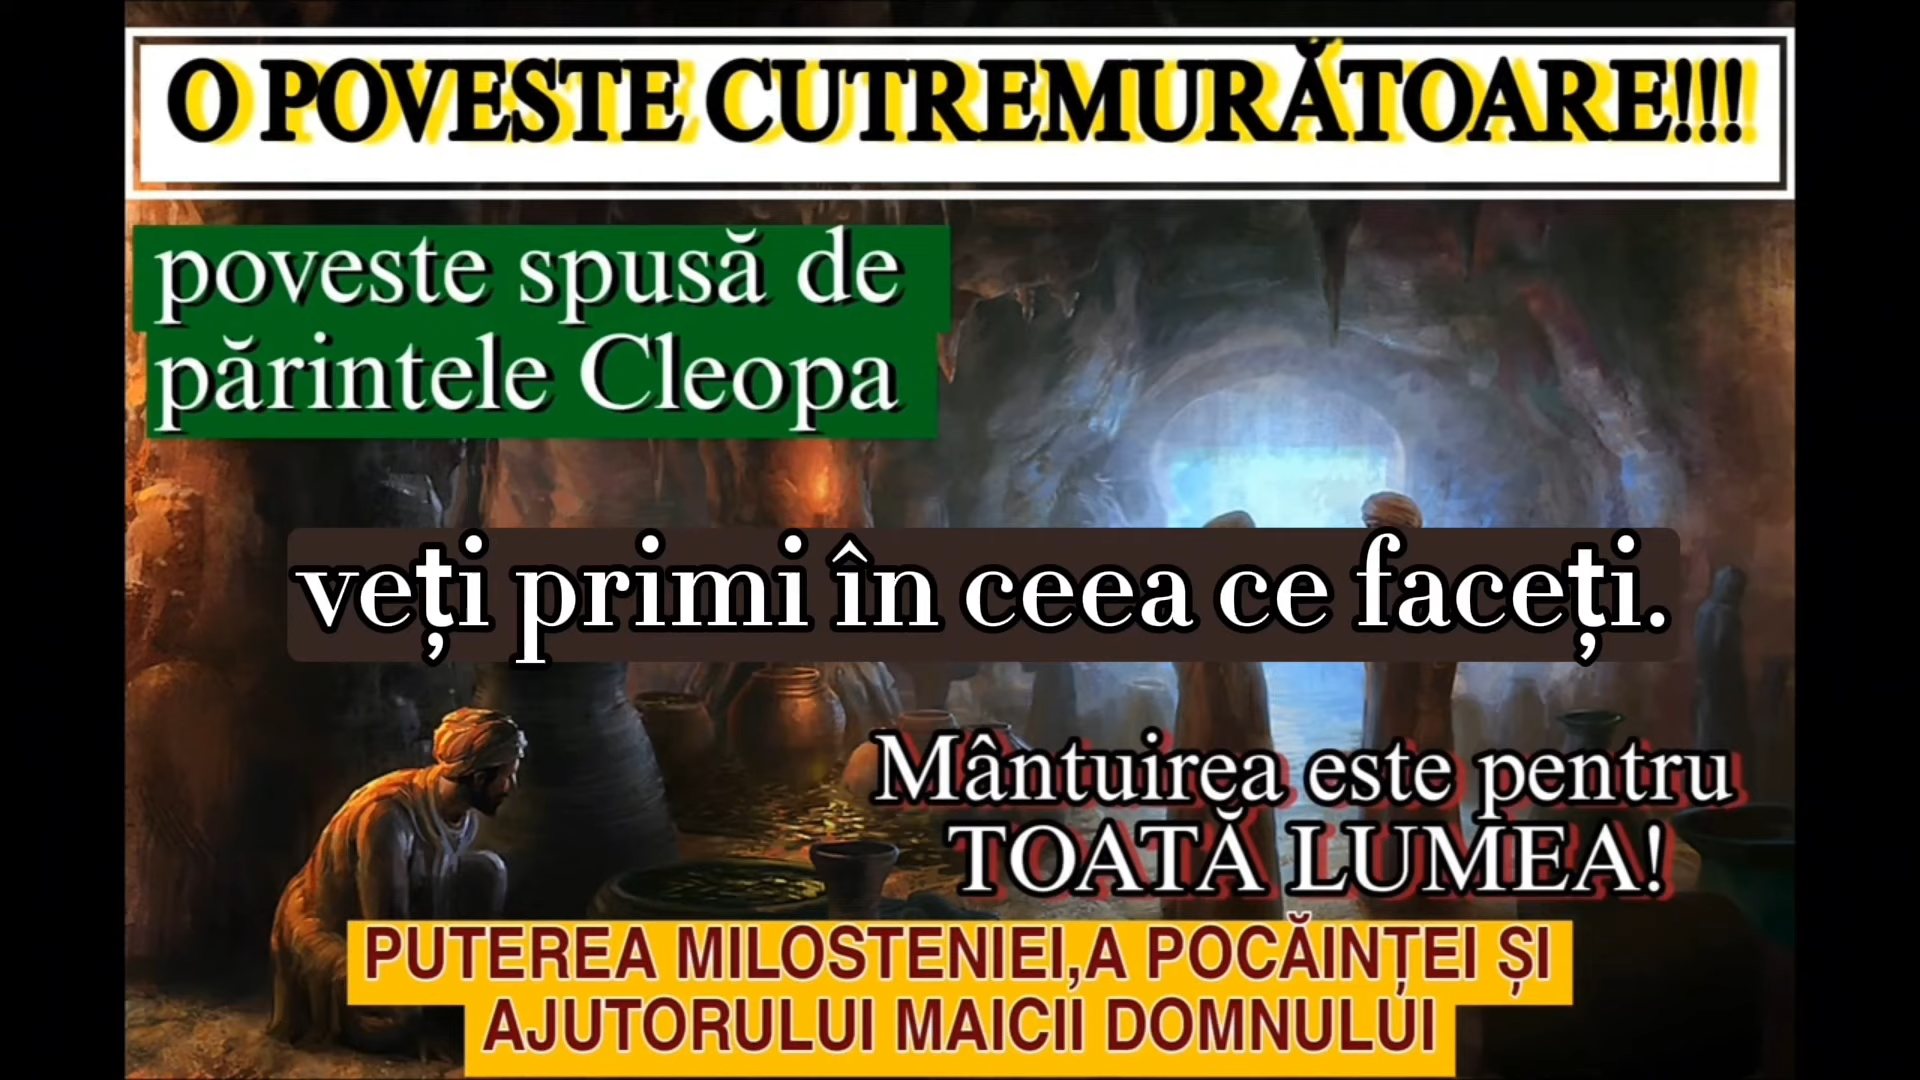 O POVESTE CUTREMURĂTOARE!!!
poveste spusă de
părintele Cleopa
veți primi în ceea ce faceți.
Mântuirea este pentru
TOATĂ LUMEA!
PUTEREA MILOSTENIEI,A POCĂINȚEI ȘI
AJUTORULUI MAICII DOMNULUI